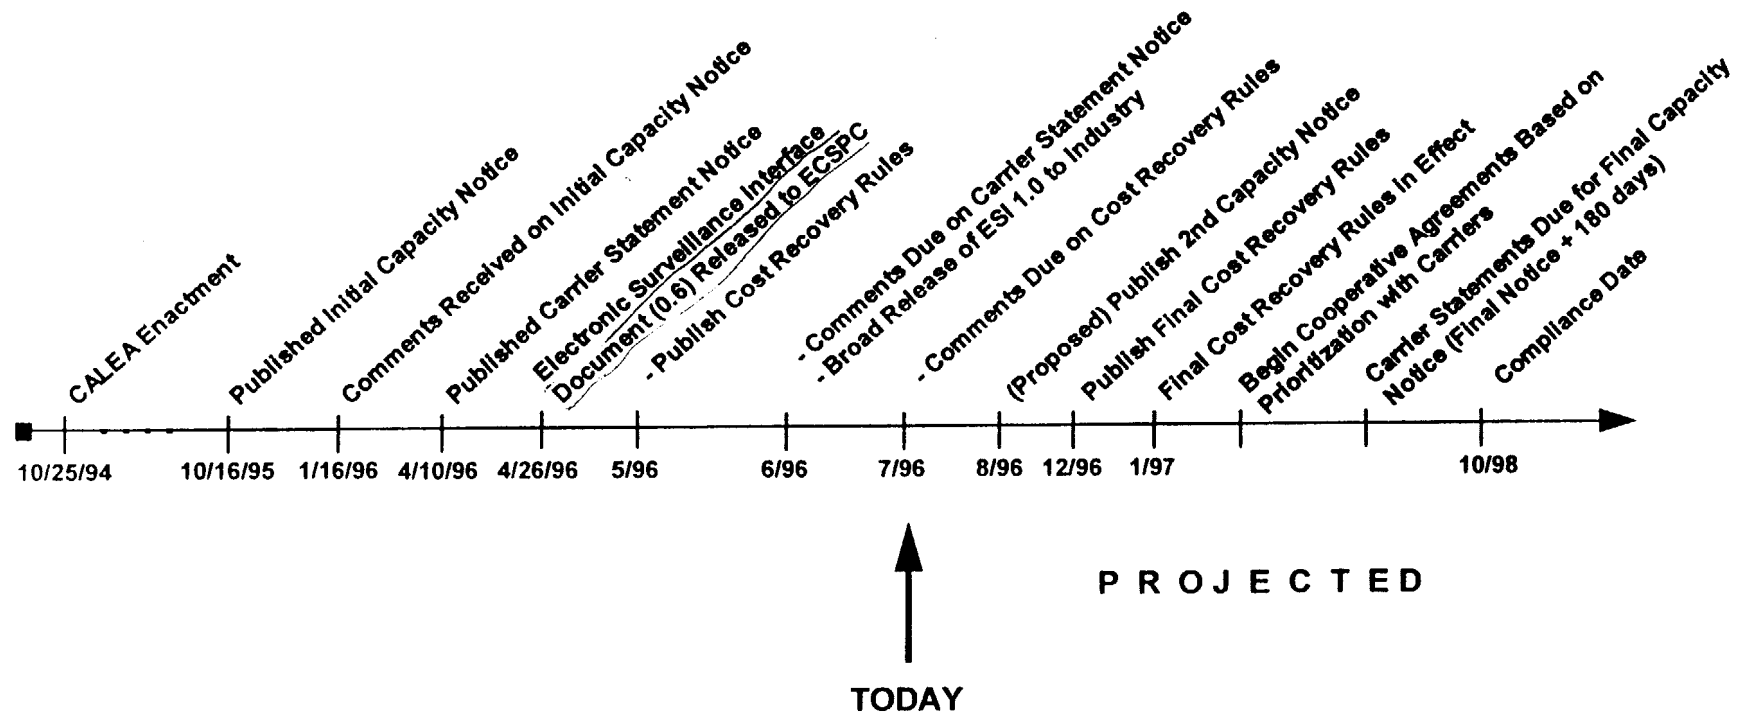 CALEA Enactment
Published Initial Capacity Notice
Comments Received on Initial Capacity Notice
Published Carrier Statement Notice
Electronic Surveillance Interface
Document (0.6) Released to ECSPC
- Publish Cost Recovery Rules
- Comments Due on Carrier Statement Notice
- Broad Release of ESI 1.0 to Industry
- Comments Due on Cost Recovery Rules
(Proposed) Publish 2nd Capacity Notice
Publish Final Cost Recovery Rules
Final Cost Recovery Rules in Effect
Begin Cooperative Agreements Based on
Prioritization with Carriers
Carrier Statements Due for Final Capacity
Notice (Final Notice + 180 days)
Compliance Date
10/25/94
10/16/95
1/16/96
4/10/96
4/26/96
5/96
6/96
7/96
8/96
12/96
1/97
10/98
PROJECTED
TODAY